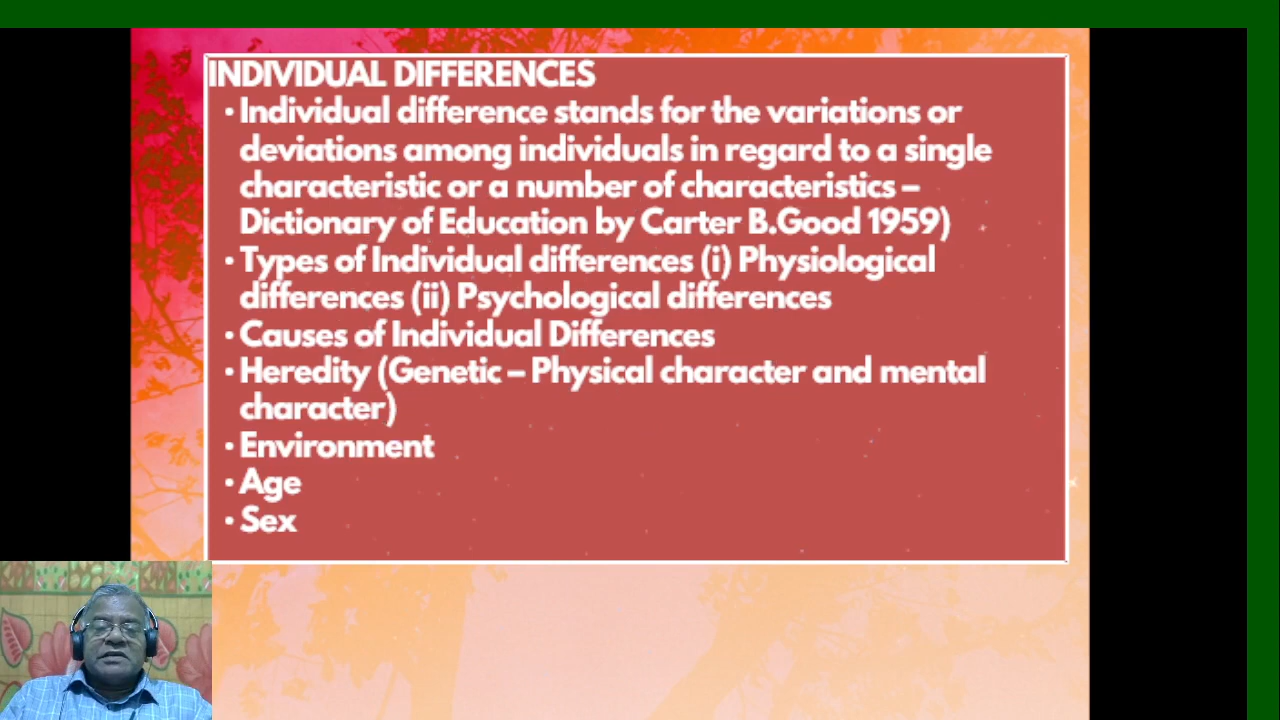 INDIVIDUAL DIFFERENCES
• Individual difference stands for the variations or
deviations among individuals in regard to a single
characteristic or a number of characteristics –
Dictionary of Education by Carter B.Good 1959)
• Types of Individual differences (i) Physiological
differences (ii) Psychological differences
• Causes of Individual Differences
• Heredity (Genetic – Physical character and mental
character)
• Environment
• Age
• Sex